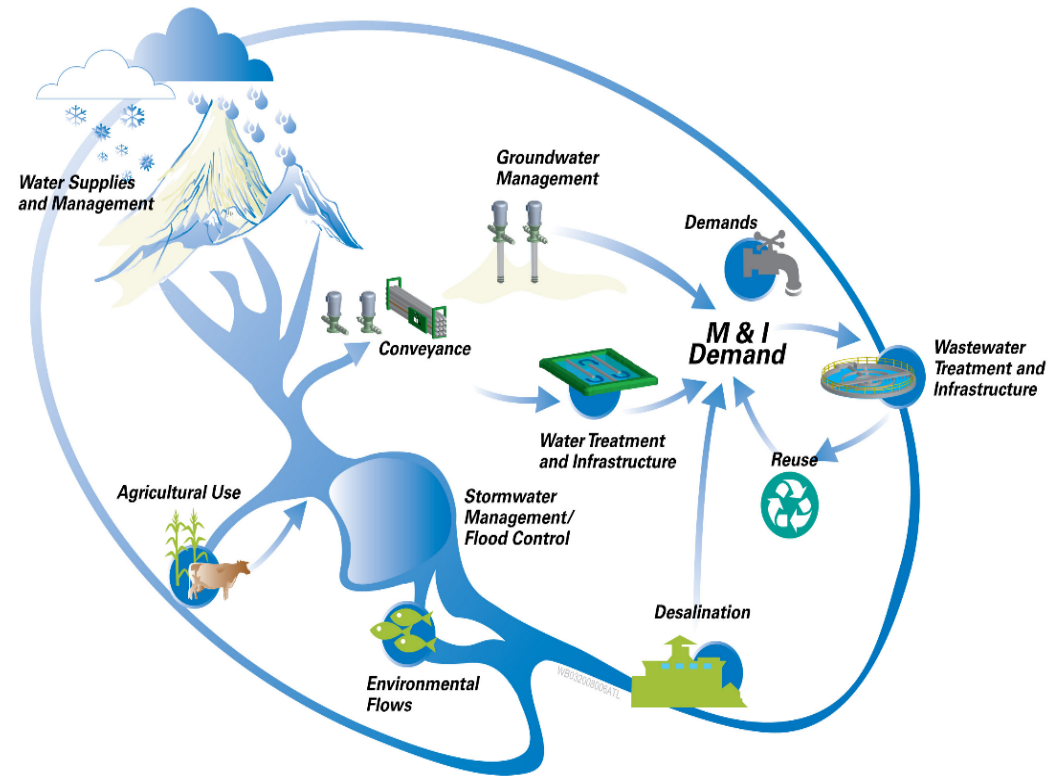 Water Supplies
and Management
Groundwater
Management
Demands
Conveyance
M & I
Demand
Wastewater
Treatment and
Infrastructure
Water Treatment
and Infrastructure
Reuse
Agricultural Use
Stormwater
Management/
Flood Control
Desalination
Environmental
Flows
WB032008006ATL